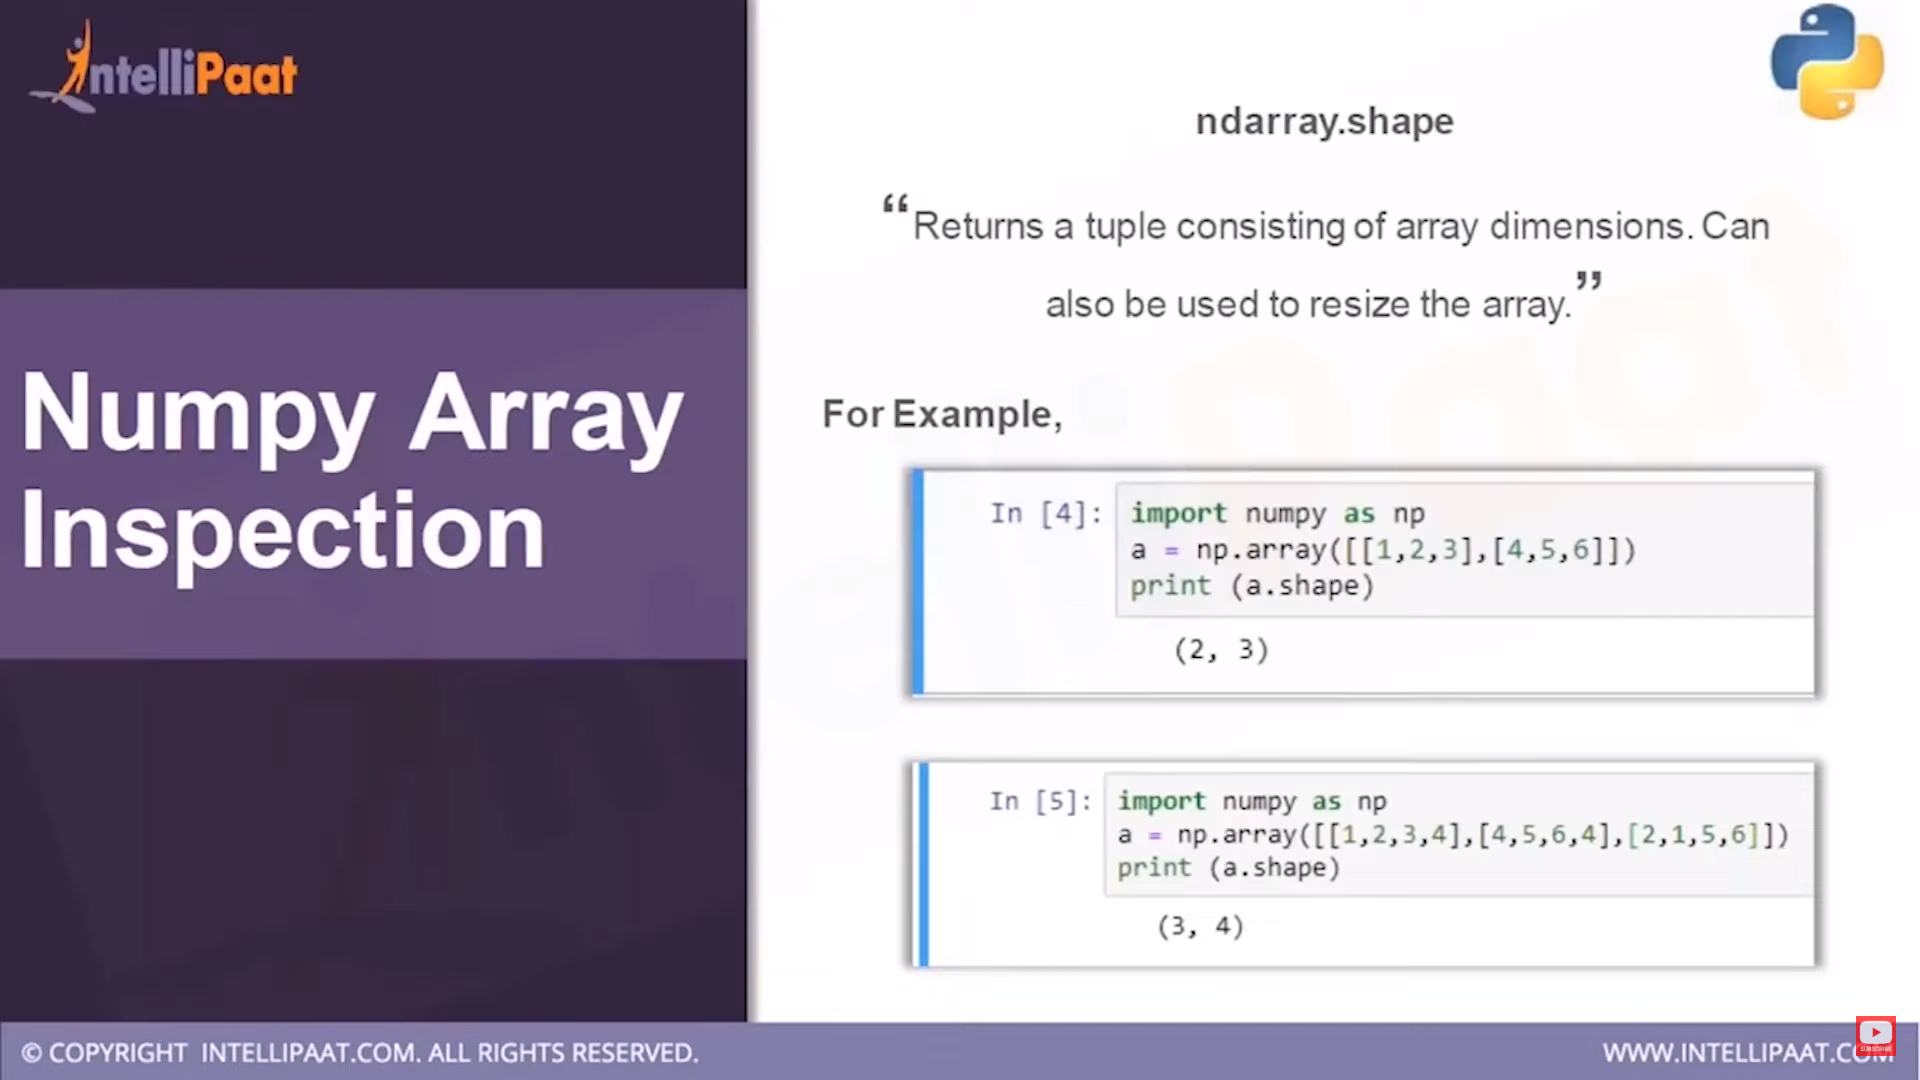 IntelliPaat
Numpy Array
Inspection
ndarray.shape
“Returns a tuple consisting of array dimensions. Can
also be used to resize the array.”
For Example,
In [4]: import numpy as np
a = np.array([[1,2,3],[4,5,6]])
print (a.shape)
(2, 3)
In [5]: import numpy as np
a = np.array([[1,2,3,4],[4,5,6,4],[2,1,5,6]])
print (a.shape)
(3, 4)
© COPYRIGHT INTELLIPAAT.COM. ALL RIGHTS RESERVED.
WWW.INTELLIPAAT.COM
SUBSCRIBE